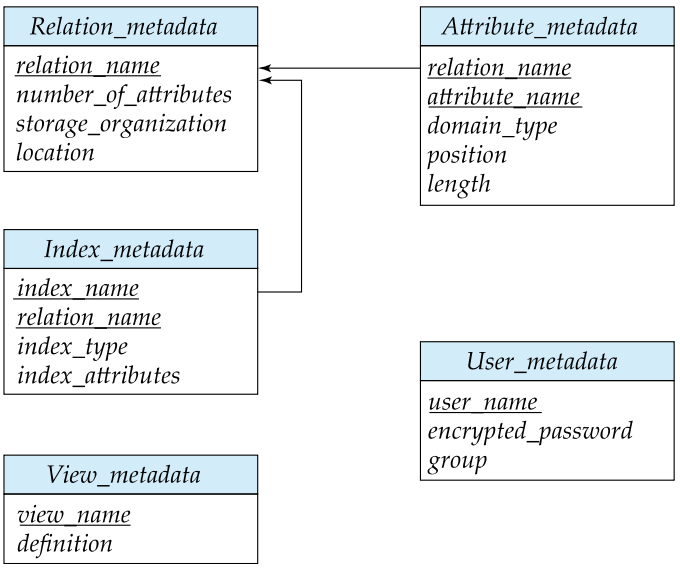 Relation_metadata
relation_name
number_of_attributes
storage_organization
location
Attribute_metadata
relation_name
attribute_name
domain_type
position
length
Index_metadata
index_name
relation_name
index_type
index_attributes
User_metadata
user_name
encrypted_password
group
View_metadata
view_name
definition